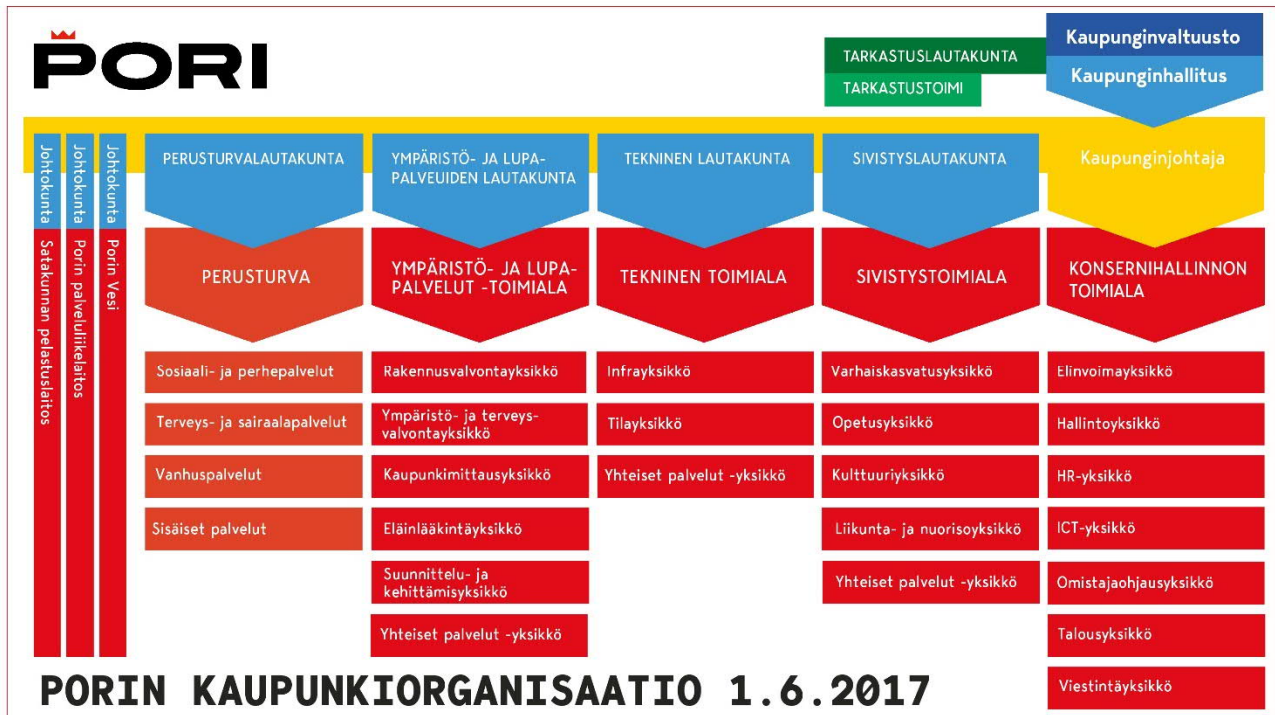 PORI
TARKASTUSLAUTAKUNTA
TARKASTUSTOIMI
Kaupunginvaltuusto
Kaupunginhallitus
Johtokunta Satakunnan pelastuslaitos
Johtokunta Porin palveluliikelaitos
Johtokunta Porin Vesi
PERUSTURVALAUTAKUNTA
YMPÄRISTÖ- JA LUPA-
PALVEUIDEN LAUTAKUNTA
TEKNINEN LAUTAKUNTA
SIVISTYSLAUTAKUNTA
Kaupunginjohtaja
PERUSTURVA
YMPÄRISTÖ- JA LUPA-
PALVELUT -TOIMIALA
TEKNINEN TOIMIALA
SIVISTYSTOIMIALA
KONSERNIHALLINNON
TOIMIALA
Sosiaali- ja perhepalvelut
Terveys- ja sairaalapalvelut
Vanhuspalvelut
Sisäiset palvelut
Rakennusvalvontayksikkö
Ympäristö- ja terveys-
valvontayksikkö
Kaupunkimittausyksikkö
Eläinlääkintäyksikkö
Suunnittelu- ja
kehittämisyksikkö
Yhteiset palvelut -yksikkö
Infrayksikkö
Tilayksikkö
Yhteiset palvelut -yksikkö
Varhaiskasvatusyksikkö
Opetusyksikkö
Kulttuuriyksikkö
Liikunta- ja nuorisoyksikkö
Yhteiset palvelut -yksikkö
Elinvoimayksikkö
Hallintoyksikkö
HR-yksikkö
ICT-yksikkö
Omistajaohjausyksikkö
Talousyksikkö
Viestintäyksikkö
PORIN KAUPUNKIORGANISAATIO 1.6.2017